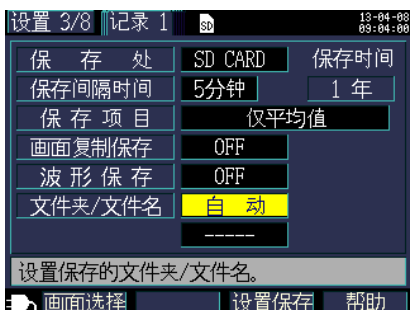 设置 3/8 记录 1 SD 13-04-08
09:04:00
保 存 处 SD CARD 保存时间
保存间隔时间 5分钟 1 年
保 存 项 目 仅平均值
画面复制保存 OFF
波 形 保 存 OFF
文件夹/文件名 自 动
-----
设置保存的文件夹/文件名。
画面选择 设置保存 帮助